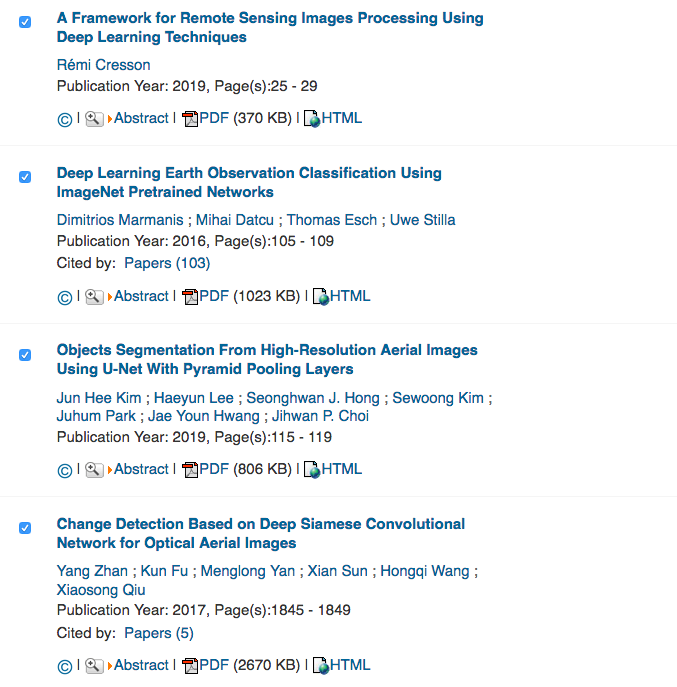 A Framework for Remote Sensing Images Processing Using
Deep Learning Techniques
Rémi Cresson
Publication Year: 2019, Page(s):25 - 29
© | Abstract | PDF (370 KB) | HTML
Deep Learning Earth Observation Classification Using
ImageNet Pretrained Networks
Dimitrios Marmanis ; Mihai Datcu ; Thomas Esch ; Uwe Stilla
Publication Year: 2016, Page(s):105 - 109
Cited by: Papers (103)
© | Abstract | PDF (1023 KB) | HTML
Objects Segmentation From High-Resolution Aerial Images
Using U-Net With Pyramid Pooling Layers
Jun Hee Kim ; Haeyun Lee ; Seonghwan J. Hong ; Sewoong Kim ;
Juhum Park ; Jae Youn Hwang ; Jihwan P. Choi
Publication Year: 2019, Page(s):115 - 119
© | Abstract | PDF (806 KB) | HTML
Change Detection Based on Deep Siamese Convolutional
Network for Optical Aerial Images
Yang Zhan ; Kun Fu ; Menglong Yan ; Xian Sun ; Hongqi Wang ;
Xiaosong Qiu
Publication Year: 2017, Page(s):1845 - 1849
Cited by: Papers (5)
© | Abstract | PDF (2670 KB) | HTML